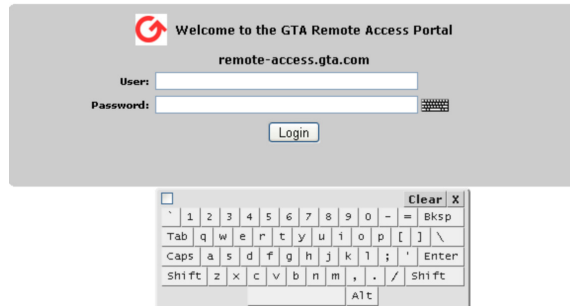 Welcome to the GTA Remote Access Portal
remote-access.gta.com
User:
Password:
Login
Clear X
` 1 2 3 4 5 6 7 8 9 0 - = Bksp
Tab q w e r t y u i o p [ ] \
Caps a s d f g h j k l ; ' Enter
Shift z x c v b n m , . / Shift
Alt